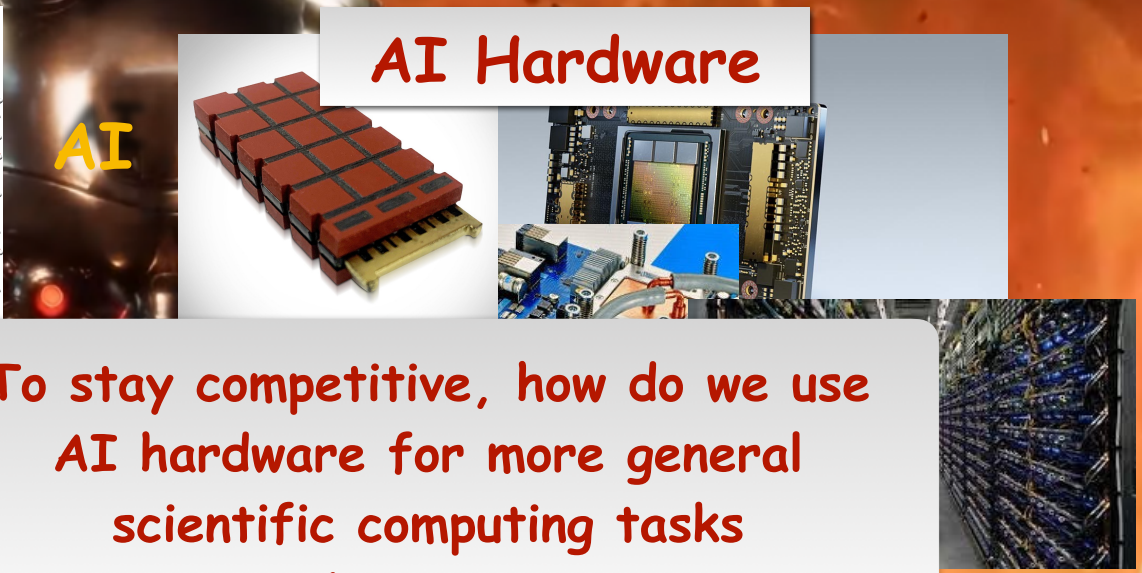 AI Hardware
AI
To stay competitive, how do we use
AI hardware for more general
scientific computing tasks